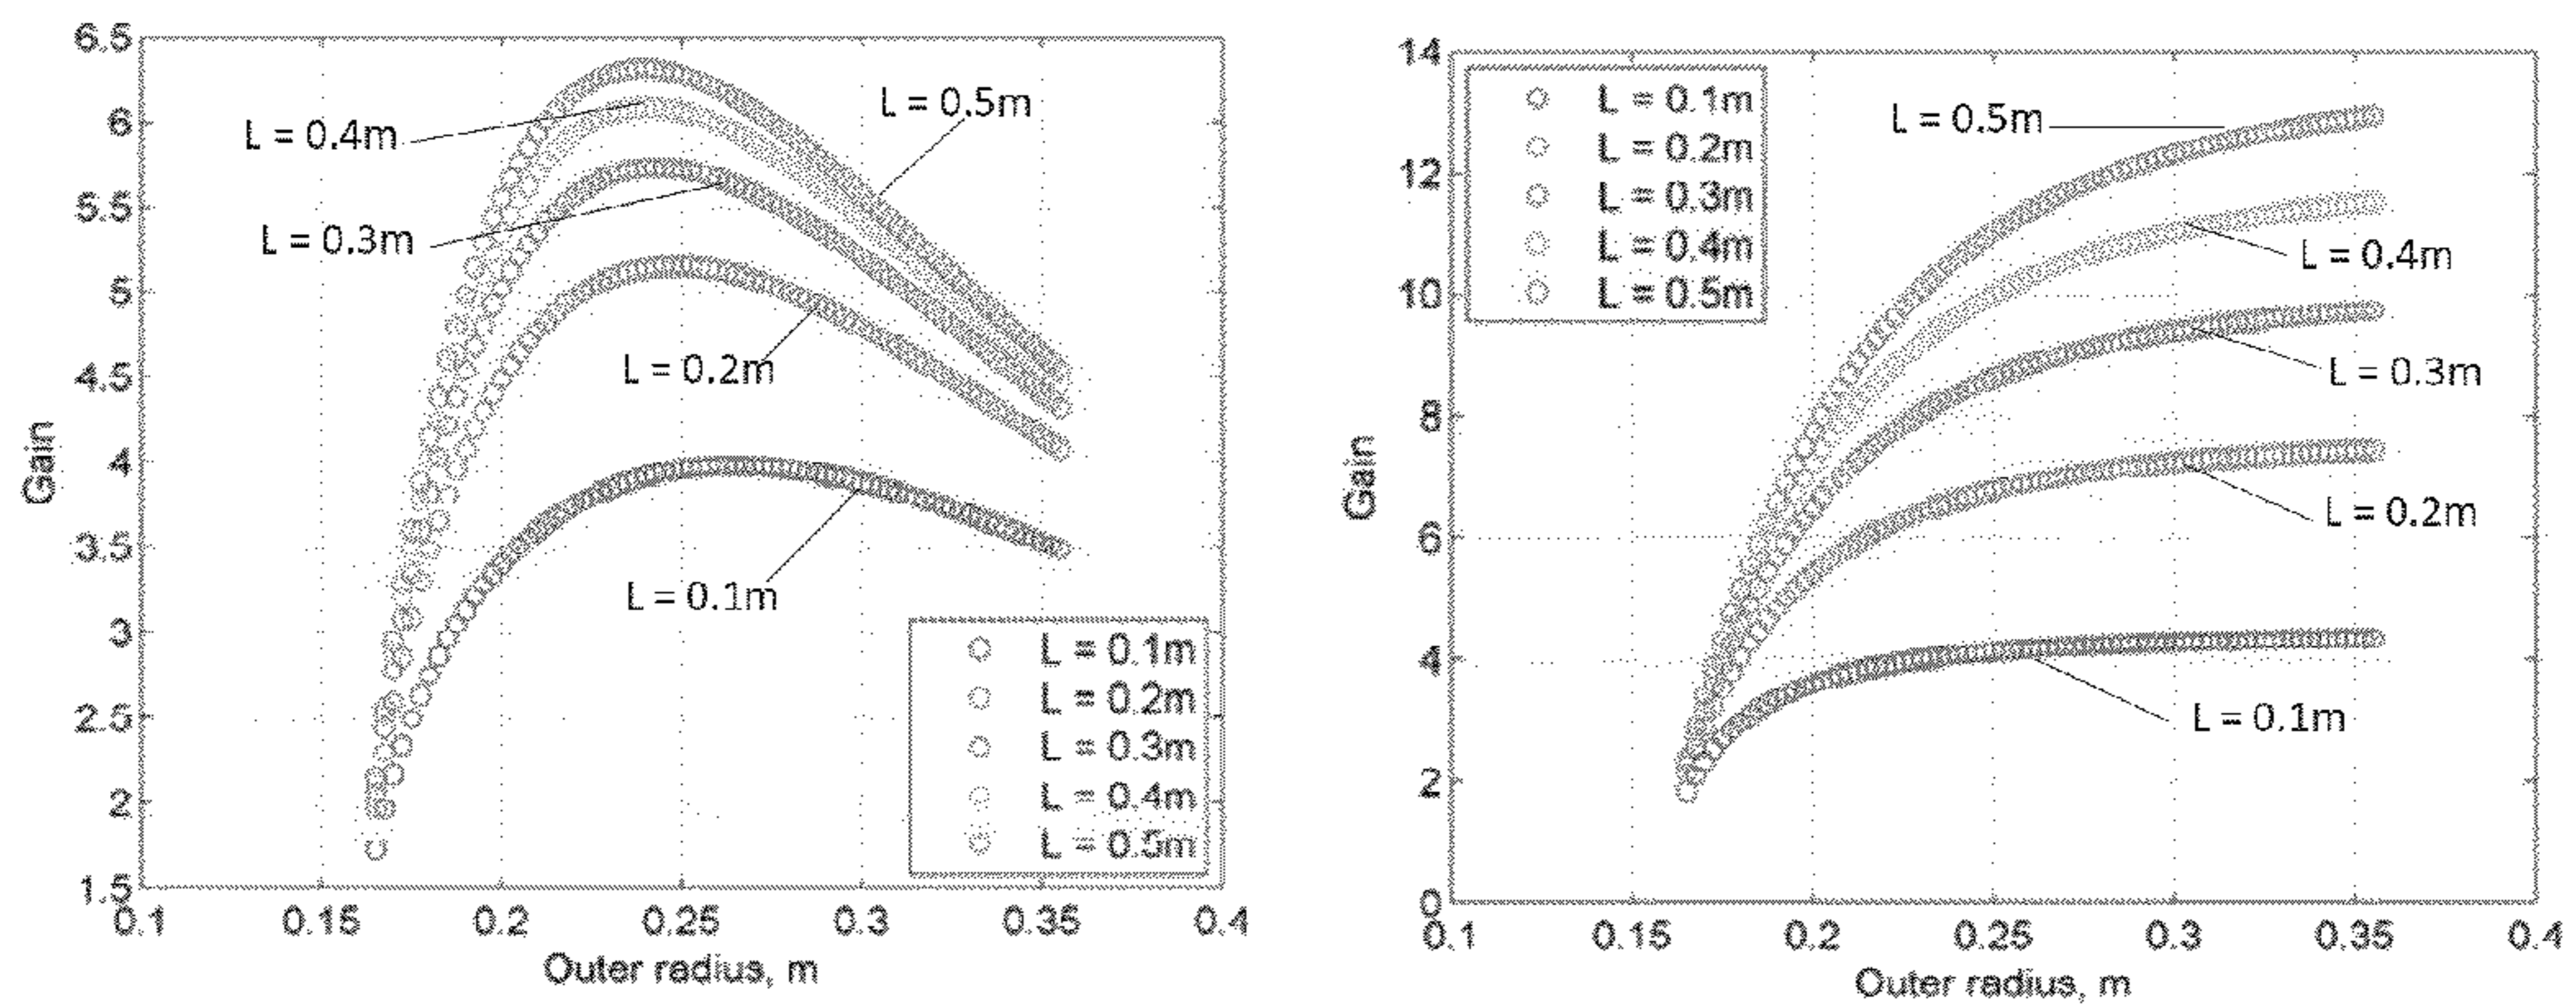 6.5
6
5.5
5
4.5
4
3.5
3
2.5
2
1.5
Gain
L = 0.4m
L = 0.5m
L = 0.3m
L = 0.2m
L = 0.1m
L = 0.1m
L = 0.2m
L = 0.3m
L = 0.4m
L = 0.5m
0.1 0.15 0.2 0.25 0.3 0.35 0.4
Outer radius, m
14
12
10
8
6
4
2
0
Gain
L = 0.1m
L = 0.2m
L = 0.3m
L = 0.4m
L = 0.5m
L = 0.5m
L = 0.4m
L = 0.3m
L = 0.2m
L = 0.1m
0.1 0.15 0.2 0.25 0.3 0.35 0.4
Outer radius, m